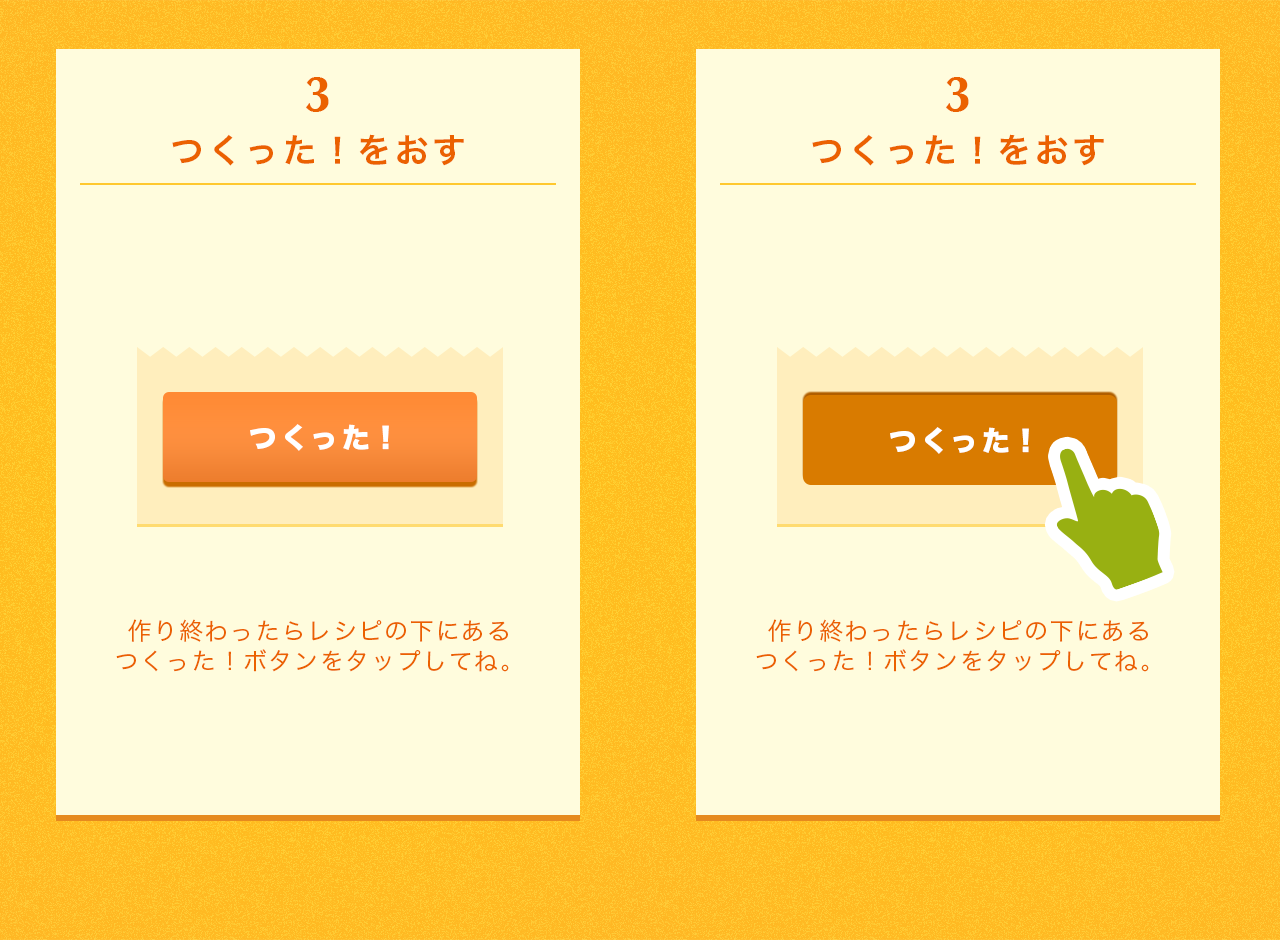 3
つくった！をおす
つくった！
作り終わったらレシピの下にある
つくった！ボタンをタップしてね。
3
つくった！をおす
つくった！
作り終わったらレシピの下にある
つくった！ボタンをタップしてね。